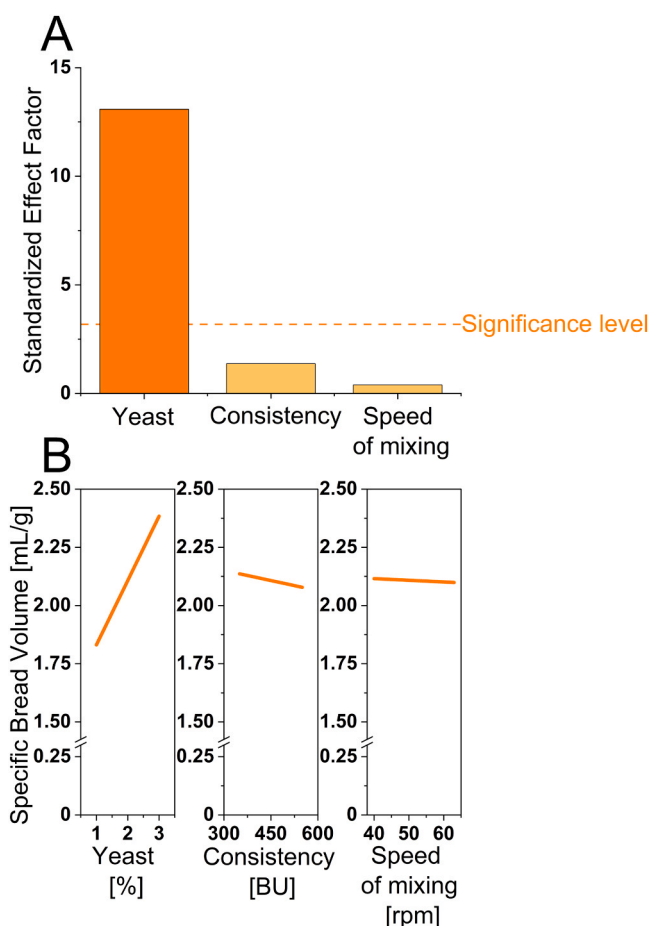 A
Standardized Effect Factor
15
10
5
0
Significance level
Yeast
Consistency
Speed
of mixing
B
Specific Bread Volume [mL/g]
2.50
2.25
2.00
1.75
1.50
0.25
0
1 2 3
Yeast
[%]
2.50
2.25
2.00
1.75
1.50
0.25
0
300 450 600
Consistency
[BU]
2.50
2.25
2.00
1.75
1.50
0.25
0
40 50 60
Speed
of mixing
[rpm]